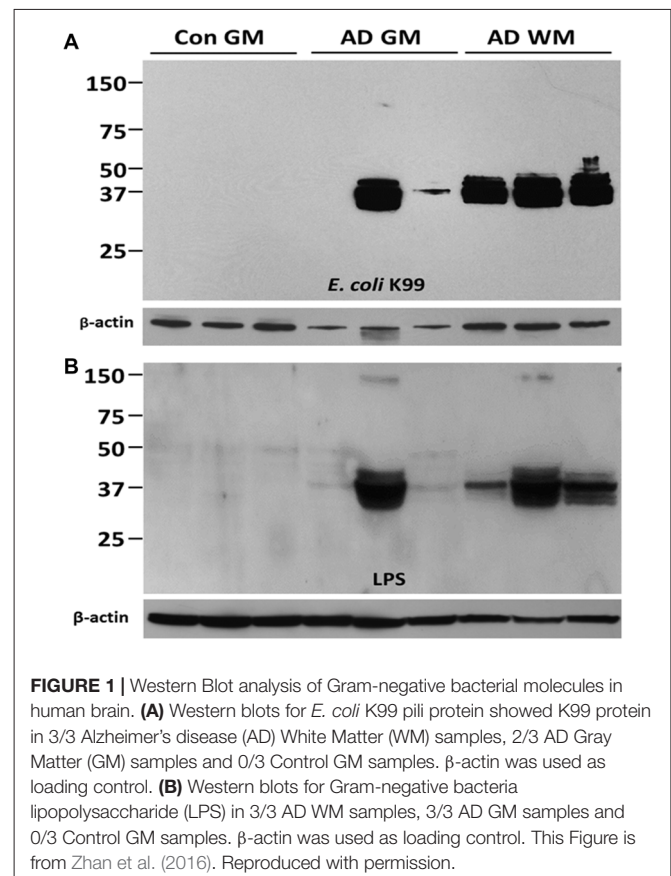 A
Con GM AD GM AD WM
150
75
50
37
25
E. coli K99
β-actin
B
150
75
50
37
25
LPS
β-actin
FIGURE 1 | Western Blot analysis of Gram-negative bacterial molecules in
human brain. (A) Western blots for E. coli K99 pili protein showed K99 protein
in 3/3 Alzheimer's disease (AD) White Matter (WM) samples, 2/3 AD Gray
Matter (GM) samples and 0/3 Control GM samples. β-actin was used as
loading control. (B) Western blots for Gram-negative bacteria
lipopolysaccharide (LPS) in 3/3 AD WM samples, 3/3 AD GM samples and
0/3 Control GM samples. β-actin was used as loading control. This Figure is
from Zhan et al. (2016). Reproduced with permission.